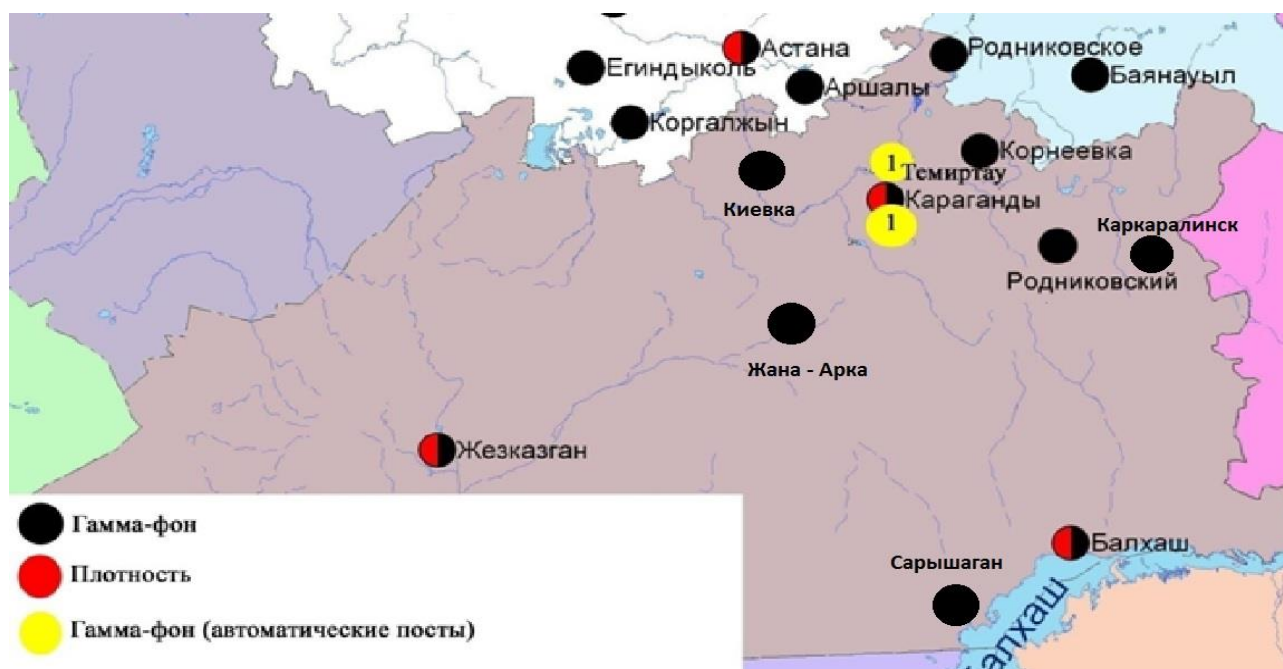 Астана
Родниковское
Егиндыколь
Баянауыл
Аршалы
Коргалжын
Корнеевка
1
Темиртау
Караганды
Киевка
1
Каркаралинск
Родниковский
Жана - Арка
Жезказган
Гамма-фон
Плотность
Гамма-фон (автоматические посты)
Балхаш
Сарышаган
Балхаш